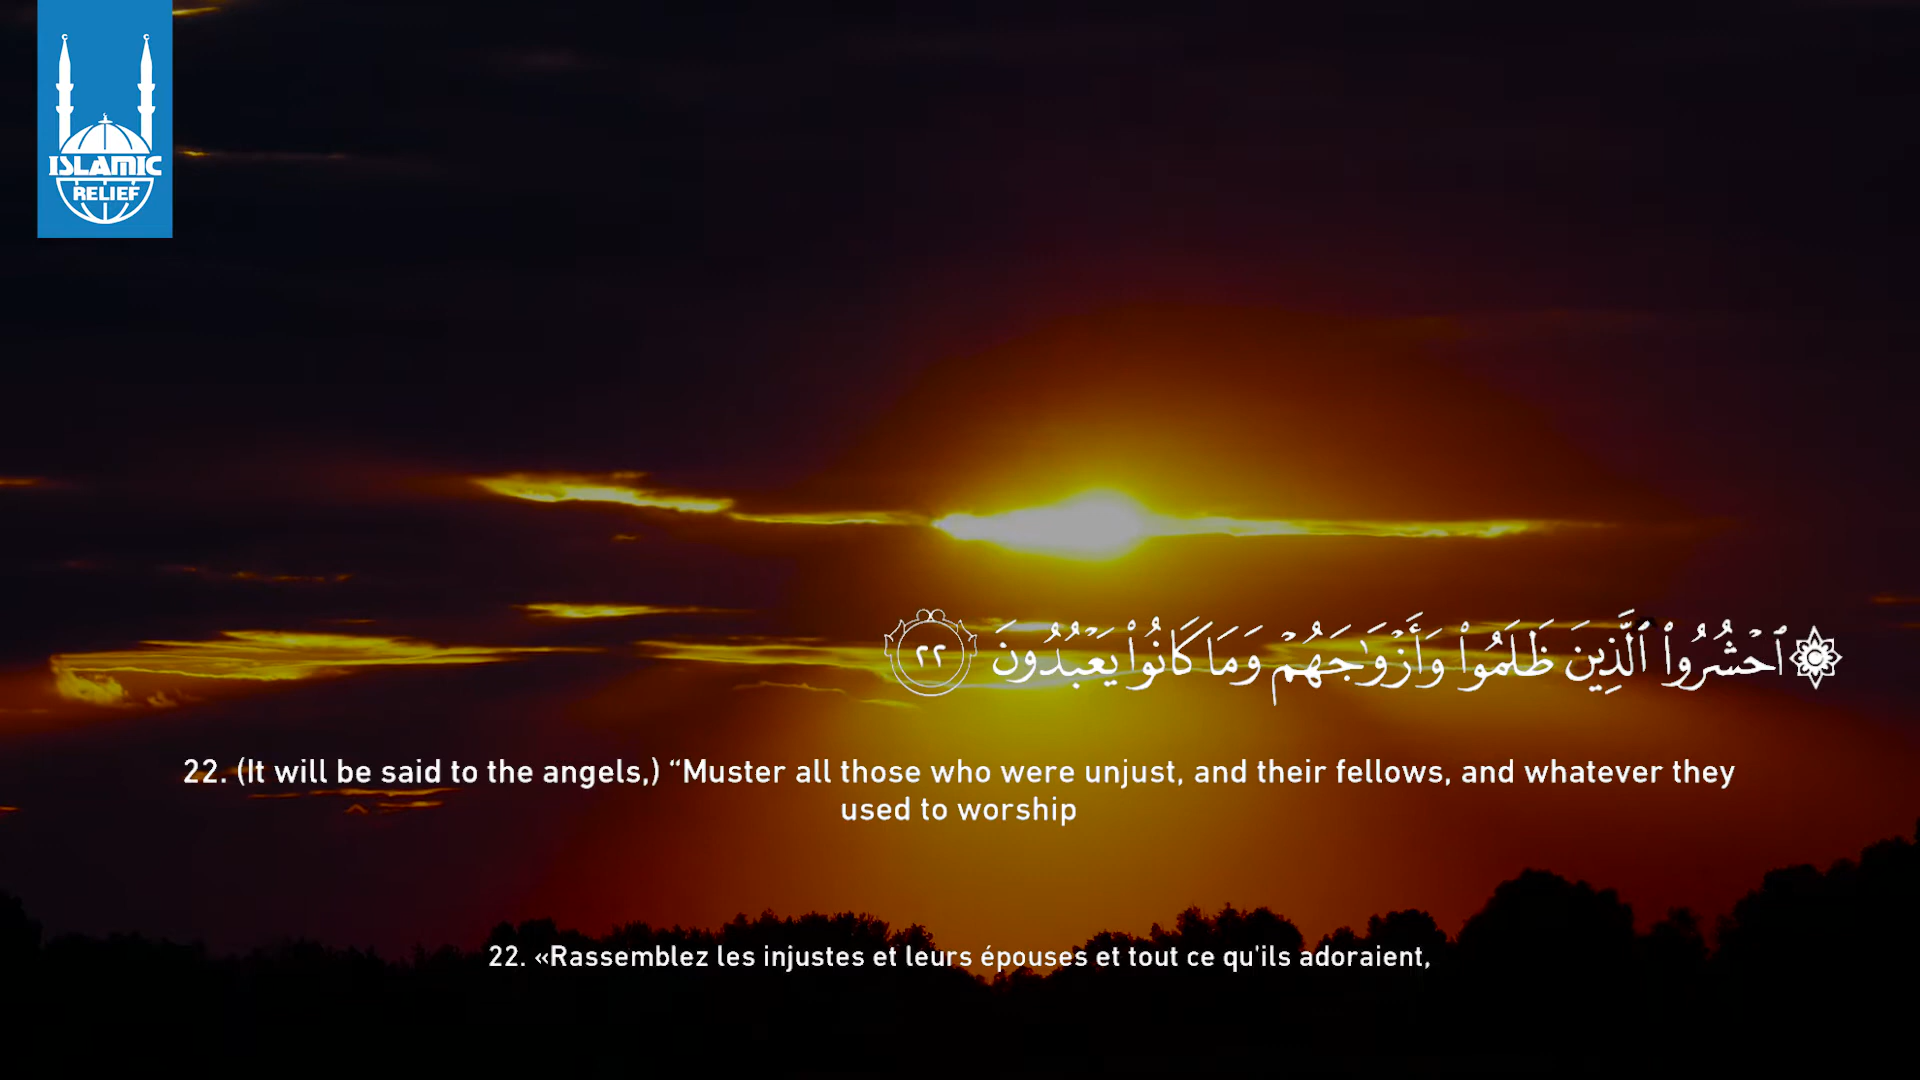 ISLAMIC
RELIEF
۞ ٱحْشُرُوا۟ ٱلَّذِينَ ظَلَمُوا۟ وَأَزْوَٰجَهُمْ وَمَا كَانُوا۟ يَعْبُدُونَ ٢٢
22. (It will be said to the angels,) “Muster all those who were unjust, and their fellows, and whatever they
used to worship
22. «Rassemblez les injustes et leurs épouses et tout ce qu'ils adoraient,